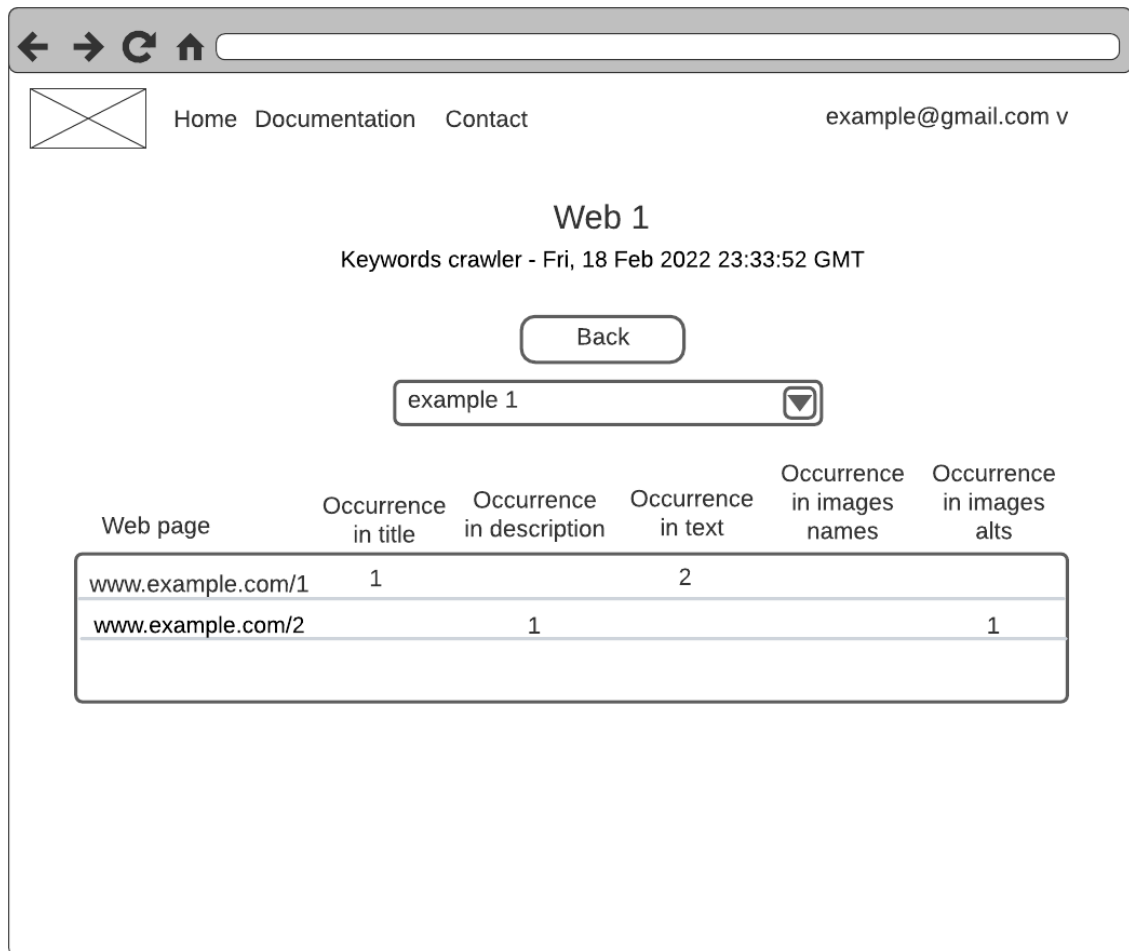 Home Documentation Contact example@gmail.com v
Web 1
Keywords crawler - Fri, 18 Feb 2022 23:33:52 GMT
Back
example 1
Web page
Occurrence
in title
Occurrence
in description
Occurrence
in text
Occurrence
in images
names
Occurrence
in images
alts
www.example.com/1 1 2
www.example.com/2 1 1